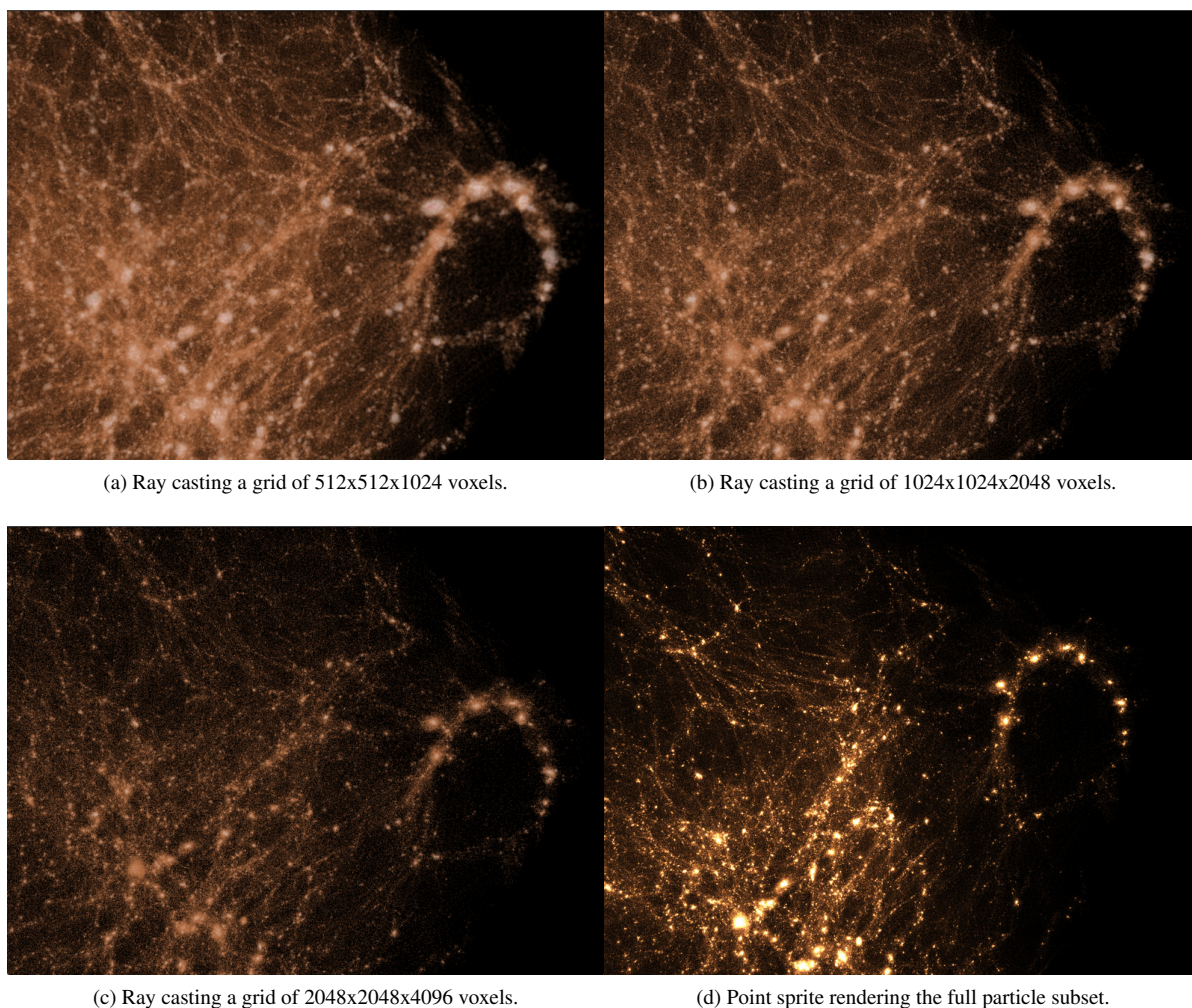 (a) Ray casting a grid of 512x512x1024 voxels.
(b) Ray casting a grid of 1024x1024x2048 voxels.
(c) Ray casting a grid of 2048x2048x4096 voxels.
(d) Point sprite rendering the full particle subset.